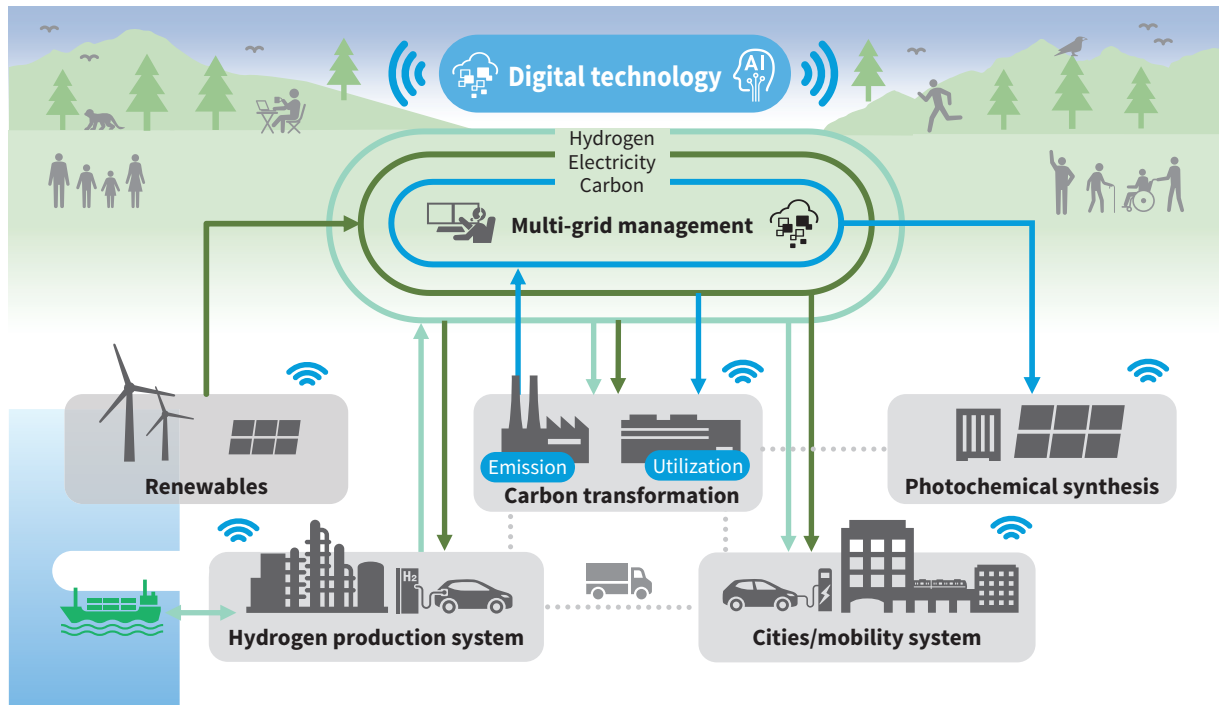 Digital technology
AI
Hydrogen
Electricity
Carbon
Multi-grid management
Renewables
Emission
Utilization
Carbon transformation
Photochemical synthesis
H2
Hydrogen production system
Cities/mobility system